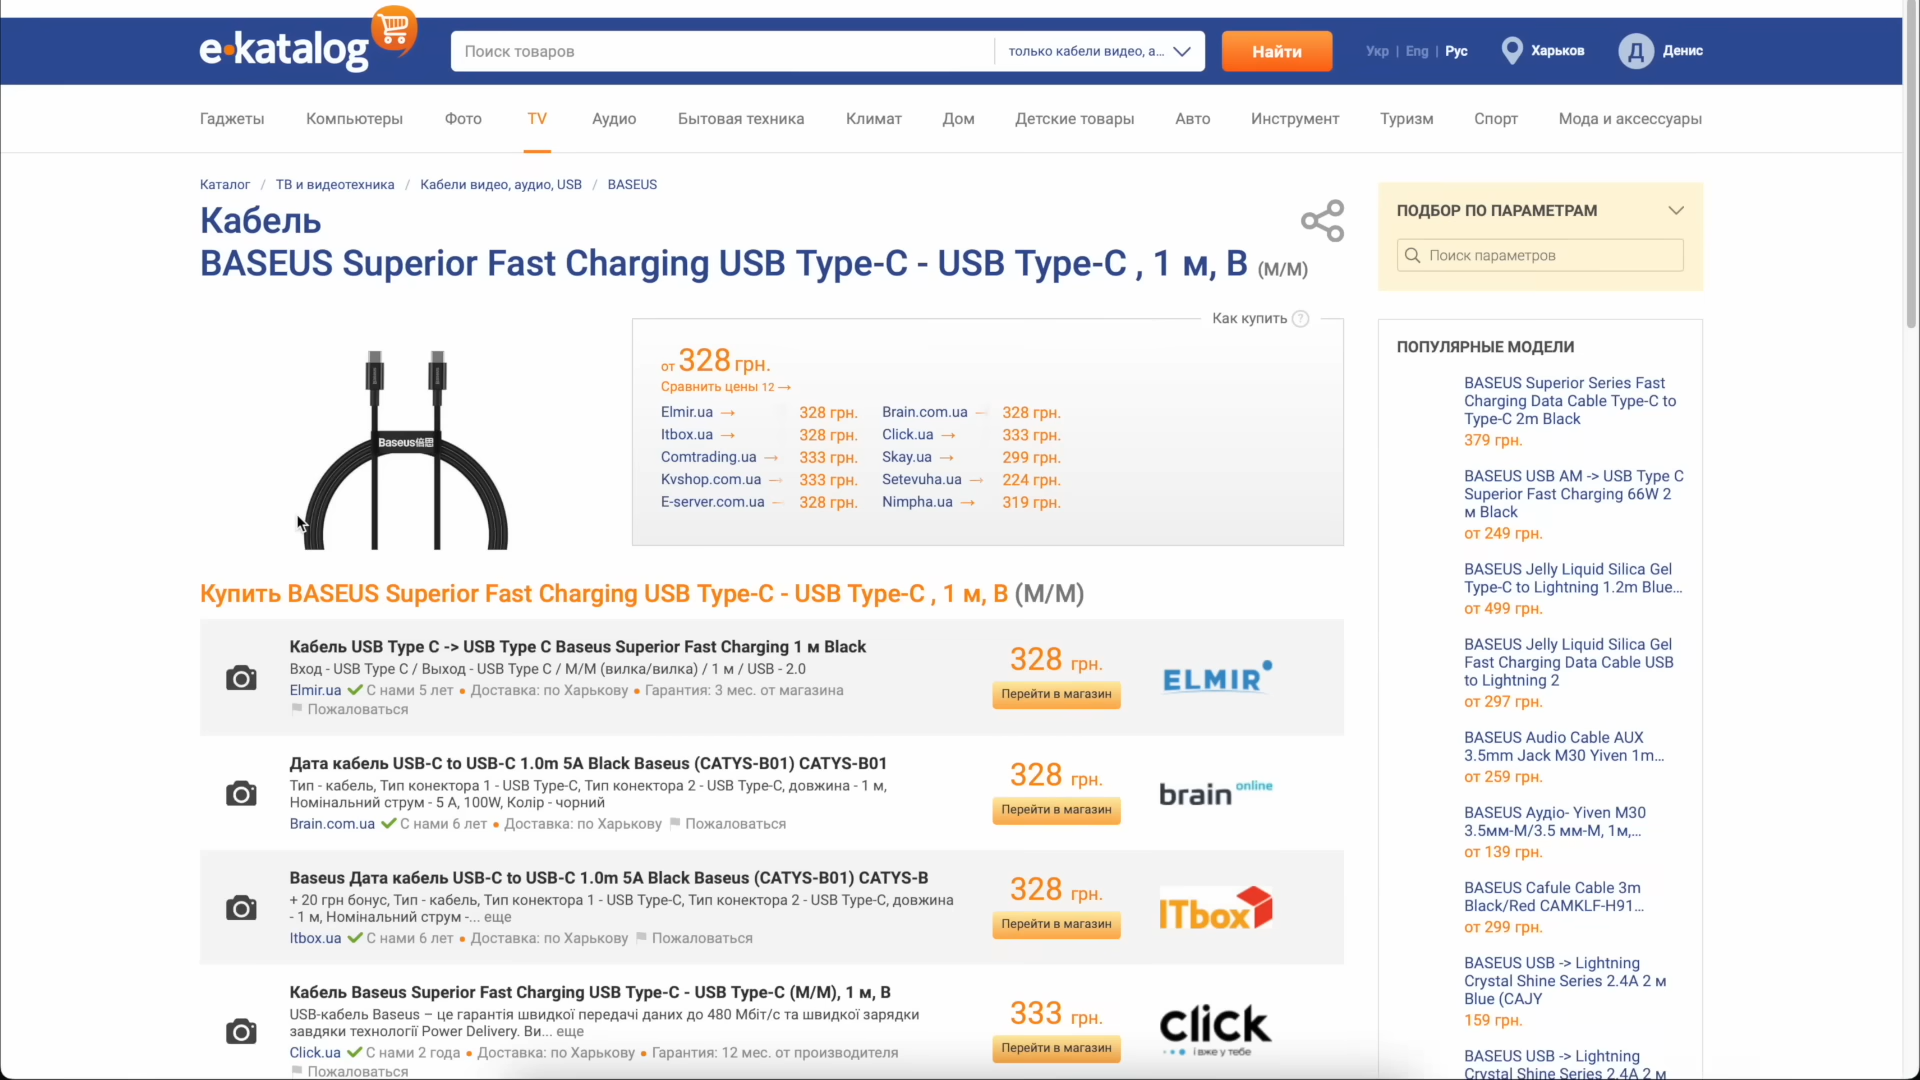 e•katalog
Поиск товаров
только кабели видео, а...
Найти
Укр | Eng | Рус
Харьков
Д
Денис
Гаджеты
Компьютеры
Фото
TV
Аудио
Бытовая техника
Климат
Дом
Детские товары
Авто
Инструмент
Туризм
Спорт
Мода и аксессуары
Каталог / ТВ и видеотехника / Кабели видео, аудио, USB / BASEUS
Кабель
BASEUS Superior Fast Charging USB Type-C - USB Type-C , 1 м, B (M/M)
Baseus倍思
Как купить ?
от 328 грн.
Сравнить цены 12 →
Elmir.ua → 328 грн. Brain.com.ua → 328 грн.
Itbox.ua → 328 грн. Click.ua → 333 грн.
Comtrading.ua → 333 грн. Skay.ua → 299 грн.
Kvshop.com.ua → 333 грн. Setevuha.ua → 224 грн.
E-server.com.ua → 328 грн. Nimpha.ua → 319 грн.
Купить BASEUS Superior Fast Charging USB Type-C - USB Type-C , 1 м, B (M/M)
Кабель USB Type C -> USB Type C Baseus Superior Fast Charging 1 м Black
Вход - USB Type C / Выход - USB Type C / M/M (вилка/вилка) / 1 м / USB - 2.0
Elmir.ua С нами 5 лет • Доставка: по Харькову • Гарантия: 3 мес. от магазина
Пожаловаться
328 грн.
Перейти в магазин
ELMIR
Дата кабель USB-C to USB-C 1.0m 5A Black Baseus (CATYS-B01) CATYS-B01
Тип - кабель, Тип конектора 1 - USB Type-C, Тип конектора 2 - USB Type-C, довжина - 1 м,
Номінальний струм - 5 А, 100W, Колір - чорний
Brain.com.ua С нами 6 лет • Доставка: по Харькову Пожаловаться
328 грн.
Перейти в магазин
brain online
Baseus Дата кабель USB-C to USB-C 1.0m 5A Black Baseus (CATYS-B01) CATYS-B
+ 20 грн бонус, Тип - кабель, Тип конектора 1 - USB Type-C, Тип конектора 2 - USB Type-C, довжина
- 1 м, Номінальний струм -... еще
Itbox.ua С нами 6 лет • Доставка: по Харькову Пожаловаться
328 грн.
Перейти в магазин
ITbox
Кабель Baseus Superior Fast Charging USB Type-C - USB Type-C (M/M), 1 м, B
USB-кабель Baseus – це гарантія швидкої передачі даних до 480 Мбіт/с та швидкої зарядки
завдяки технології Power Delivery. Ви... еще
Click.ua С нами 2 года • Доставка: по Харькову • Гарантия: 12 мес. от производителя
Пожаловаться
333 грн.
Перейти в магазин
click
і вже у тебе
ПОДБОР ПО ПАРАМЕТРАМ
Поиск параметров
ПОПУЛЯРНЫЕ МОДЕЛИ
BASEUS Superior Series Fast
Charging Data Cable Type-C to
Type-C 2m Black
379 грн.
BASEUS USB AM -> USB Type C
Superior Fast Charging 66W 2
м Black
от 249 грн.
BASEUS Jelly Liquid Silica Gel
Type-C to Lightning 1.2m Blue...
от 499 грн.
BASEUS Jelly Liquid Silica Gel
Fast Charging Data Cable USB
to Lightning 2
от 297 грн.
BASEUS Audio Cable AUX
3.5mm Jack M30 Yiven 1m...
от 259 грн.
BASEUS Аудіо- Yiven M30
3.5мм-M/3.5 мм-M, 1м,...
от 139 грн.
BASEUS Cafule Cable 3m
Black/Red CAMKLF-H91...
от 299 грн.
BASEUS USB -> Lightning
Crystal Shine Series 2.4A 2 м
Blue (CAJY
159 грн.
BASEUS USB -> Lightning
Crystal Shine Series 2.4A 2 м